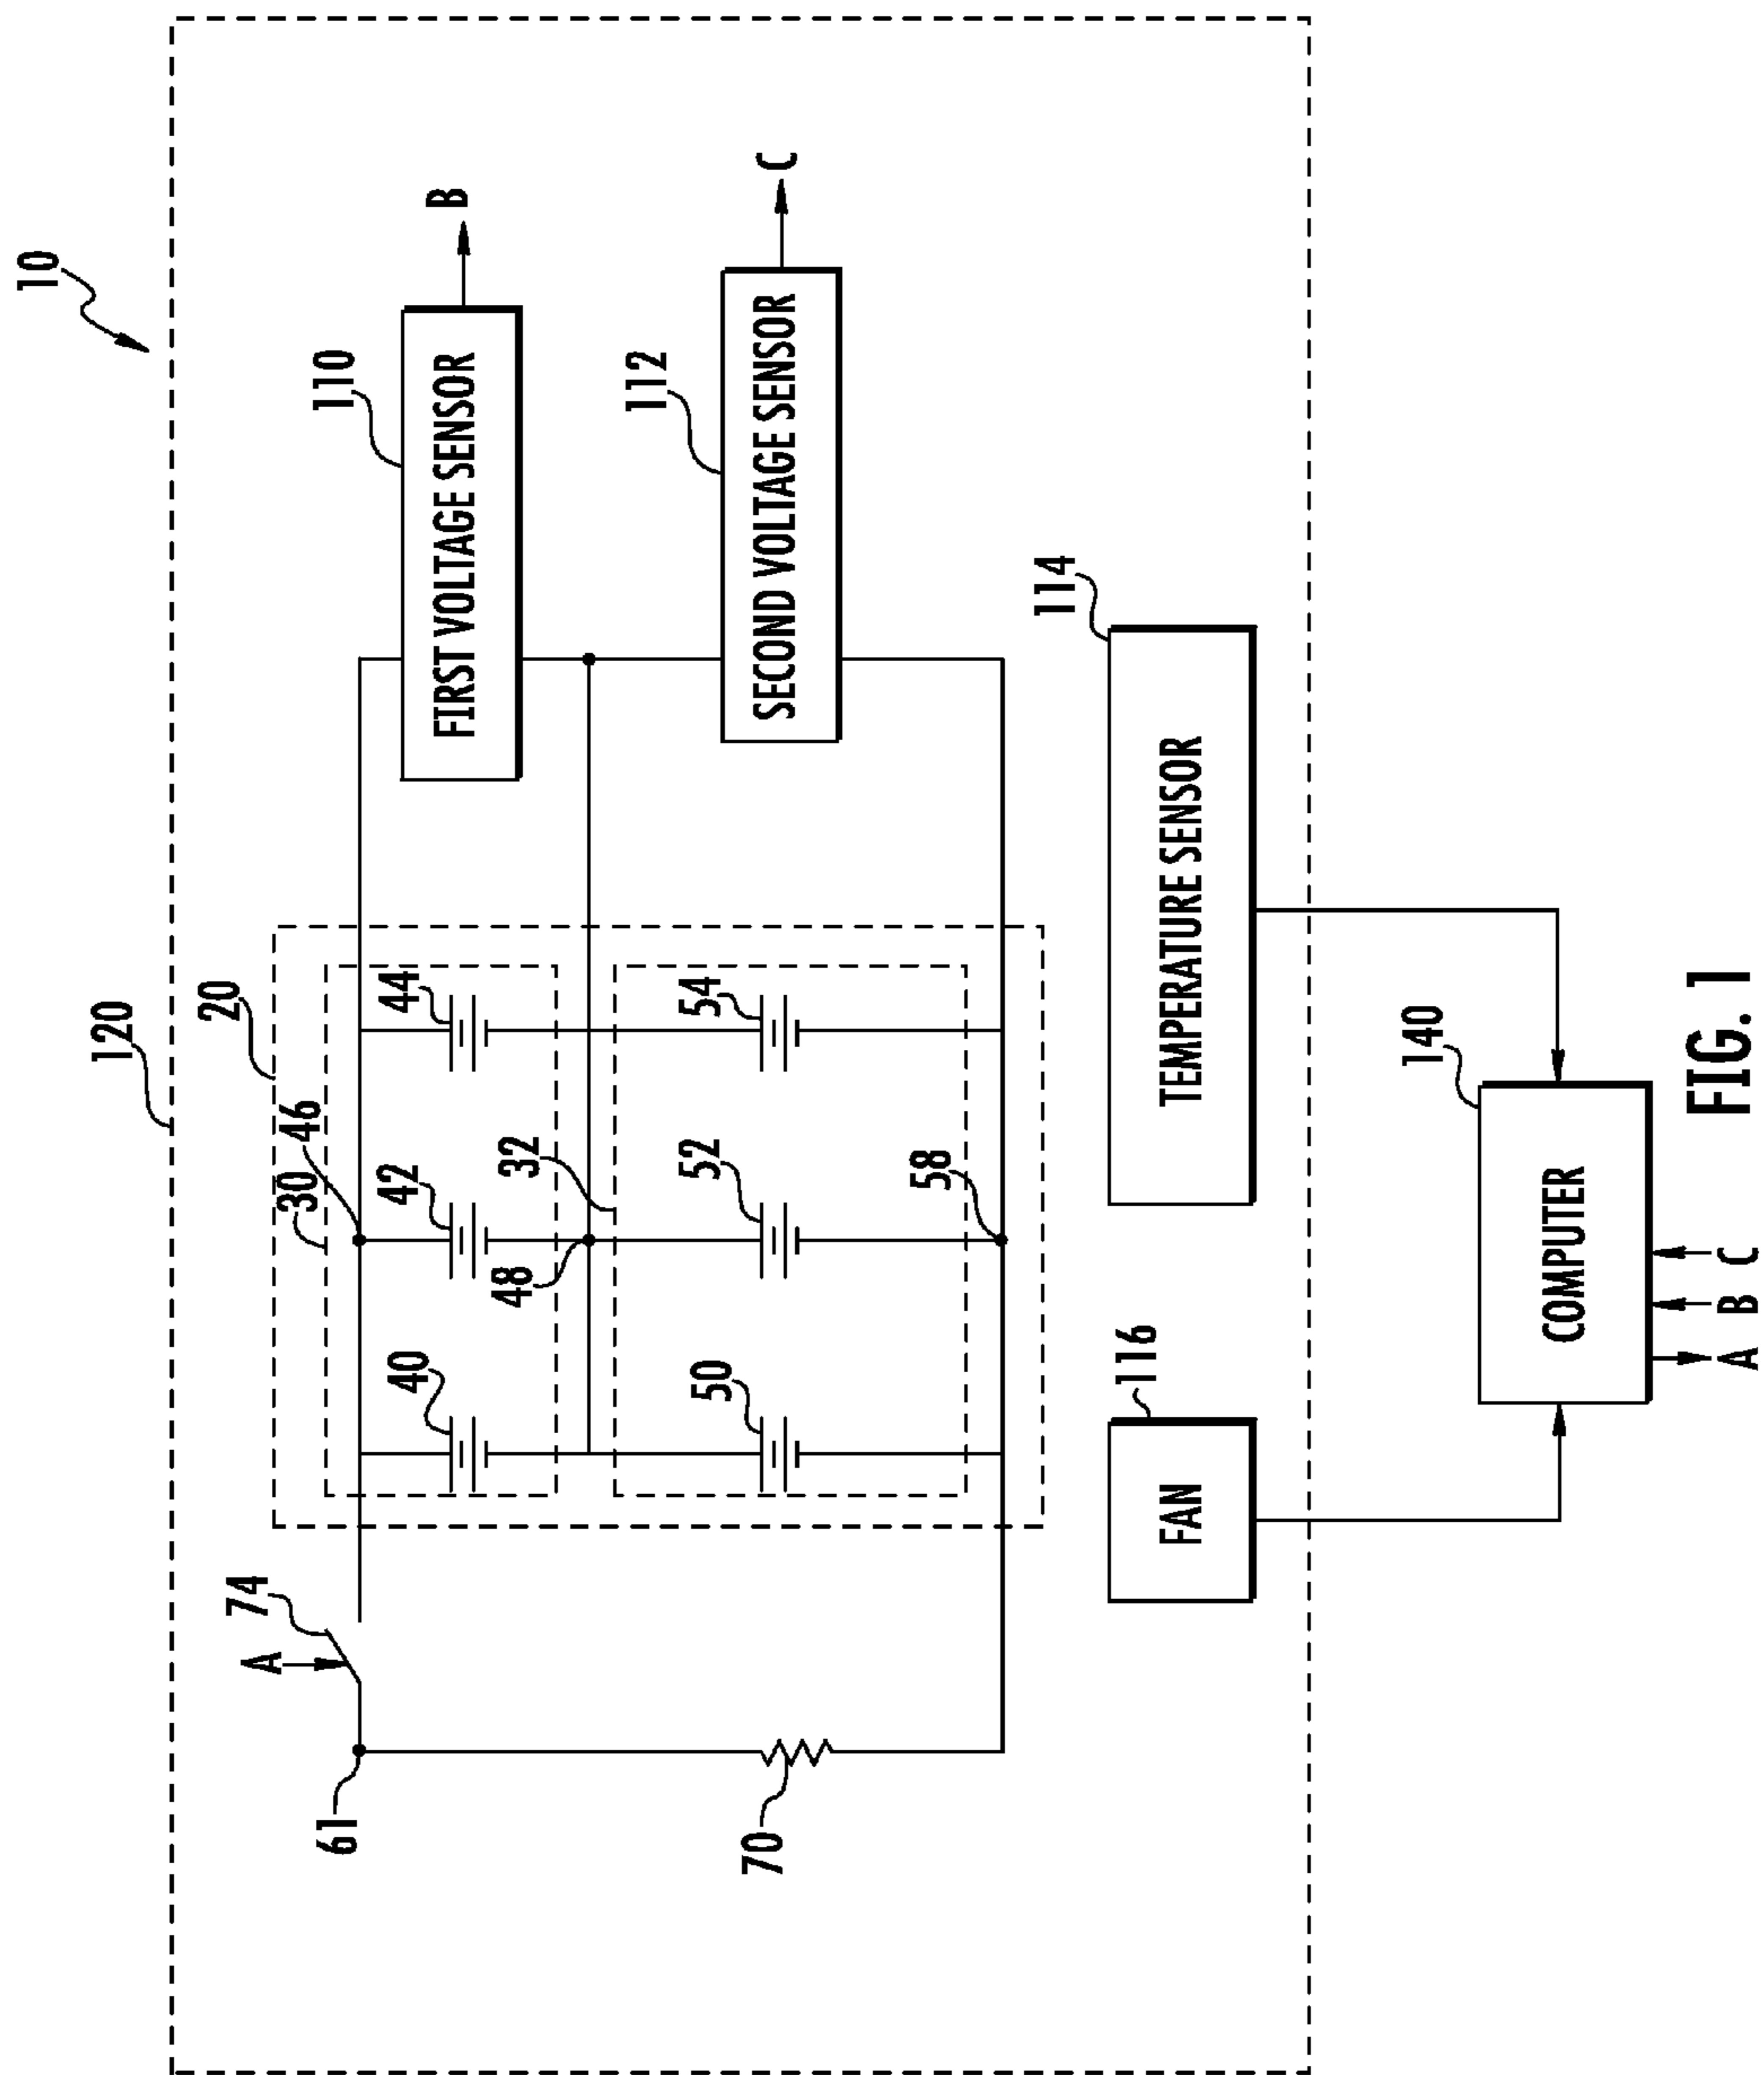 10
120
20
30
46
44
42
40
32
48
54
52
50
58
74
A
61
70
110
FIRST VOLTAGE SENSOR
B
112
SECOND VOLTAGE SENSOR
C
114
TEMPERATURE SENSOR
116
FAN
140
COMPUTER
A B C
FIG. 1